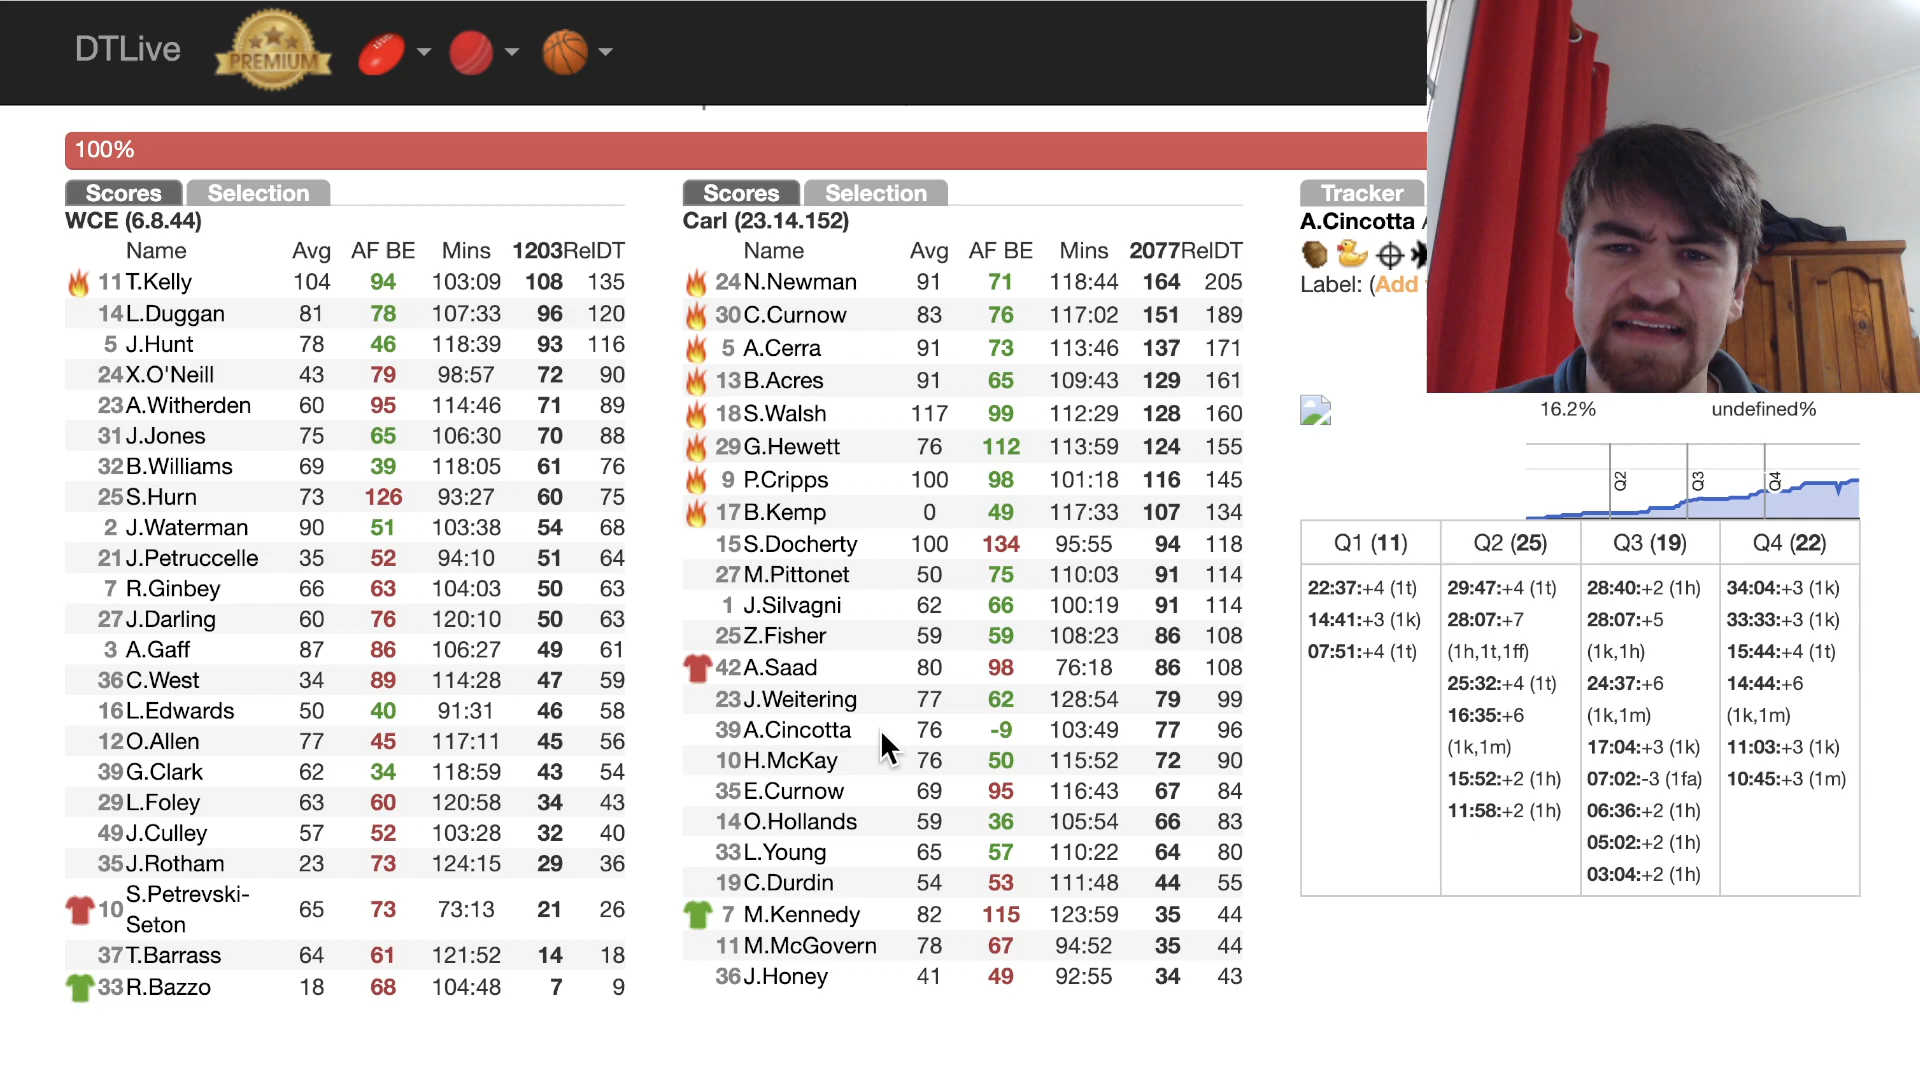 DTLive
PREMIUM
100%
Scores Selection
WCE (6.8.44)
Name Avg AF BE Mins 1203RelDT
11 T.Kelly 104 94 103:09 108 135
14 L.Duggan 81 78 107:33 96 120
5 J.Hunt 78 46 118:39 93 116
24 X.O'Neill 43 79 98:57 72 90
23 A.Witherden 60 95 114:46 71 89
31 J.Jones 75 65 106:30 70 88
32 B.Williams 69 39 118:05 61 76
25 S.Hurn 73 126 93:27 60 75
2 J.Waterman 90 51 103:38 54 68
21 J.Petruccelle 35 52 94:10 51 64
7 R.Ginbey 66 63 104:03 50 63
27 J.Darling 60 76 120:10 50 63
3 A.Gaff 87 86 106:27 49 61
36 C.West 34 89 114:28 47 59
16 L.Edwards 50 40 91:31 46 58
12 O.Allen 77 45 117:11 45 56
39 G.Clark 62 34 118:59 43 54
29 L.Foley 63 60 120:58 34 43
49 J.Culley 57 52 103:28 32 40
35 J.Rotham 23 73 124:15 29 36
10 S.Petrevski-
Seton 65 73 73:13 21 26
37 T.Barrass 64 61 121:52 14 18
33 R.Bazzo 18 68 104:48 7 9
Scores Selection
Carl (23.14.152)
Name Avg AF BE Mins 2077RelDT
24 N.Newman 91 71 118:44 164 205
30 C.Curnow 83 76 117:02 151 189
5 A.Cerra 91 73 113:46 137 171
13 B.Acres 91 65 109:43 129 161
18 S.Walsh 117 99 112:29 128 160
29 G.Hewett 76 112 113:59 124 155
9 P.Cripps 100 98 101:18 116 145
17 B.Kemp 0 49 117:33 107 134
15 S.Docherty 100 134 95:55 94 118
27 M.Pittonet 50 75 110:03 91 114
1 J.Silvagni 62 66 100:19 91 114
25 Z.Fisher 59 59 108:23 86 108
42 A.Saad 80 98 76:18 86 108
23 J.Weitering 77 62 128:54 79 99
39 A.Cincotta 76 -9 103:49 77 96
10 H.McKay 76 50 115:52 72 90
35 E.Curnow 69 95 116:43 67 84
14 O.Hollands 59 36 105:54 66 83
33 L.Young 65 57 110:22 64 80
19 C.Durdin 54 53 111:48 44 55
7 M.Kennedy 82 115 123:59 35 44
11 M.McGovern 78 67 94:52 35 44
36 J.Honey 41 49 92:55 34 43
Tracker
A.Cincotta
Label: (Add
16.2% undefined%
Q2 Q3 Q4
Q1 (11) Q2 (25) Q3 (19) Q4 (22)
22:37:+4 (1t) 29:47:+4 (1t) 28:40:+2 (1h) 34:04:+3 (1k)
14:41:+3 (1k) 28:07:+7 28:07:+5 33:33:+3 (1k)
07:51:+4 (1t) (1h,1t,1ff) (1k,1h) 15:44:+4 (1t)
25:32:+4 (1t) 24:37:+6 14:44:+6
16:35:+6 (1k,1m) (1k,1m)
(1k,1m) 17:04:+3 (1k) 11:03:+3 (1k)
15:52:+2 (1h) 07:02:-3 (1fa) 10:45:+3 (1m)
11:58:+2 (1h) 06:36:+2 (1h)
05:02:+2 (1h)
03:04:+2 (1h)